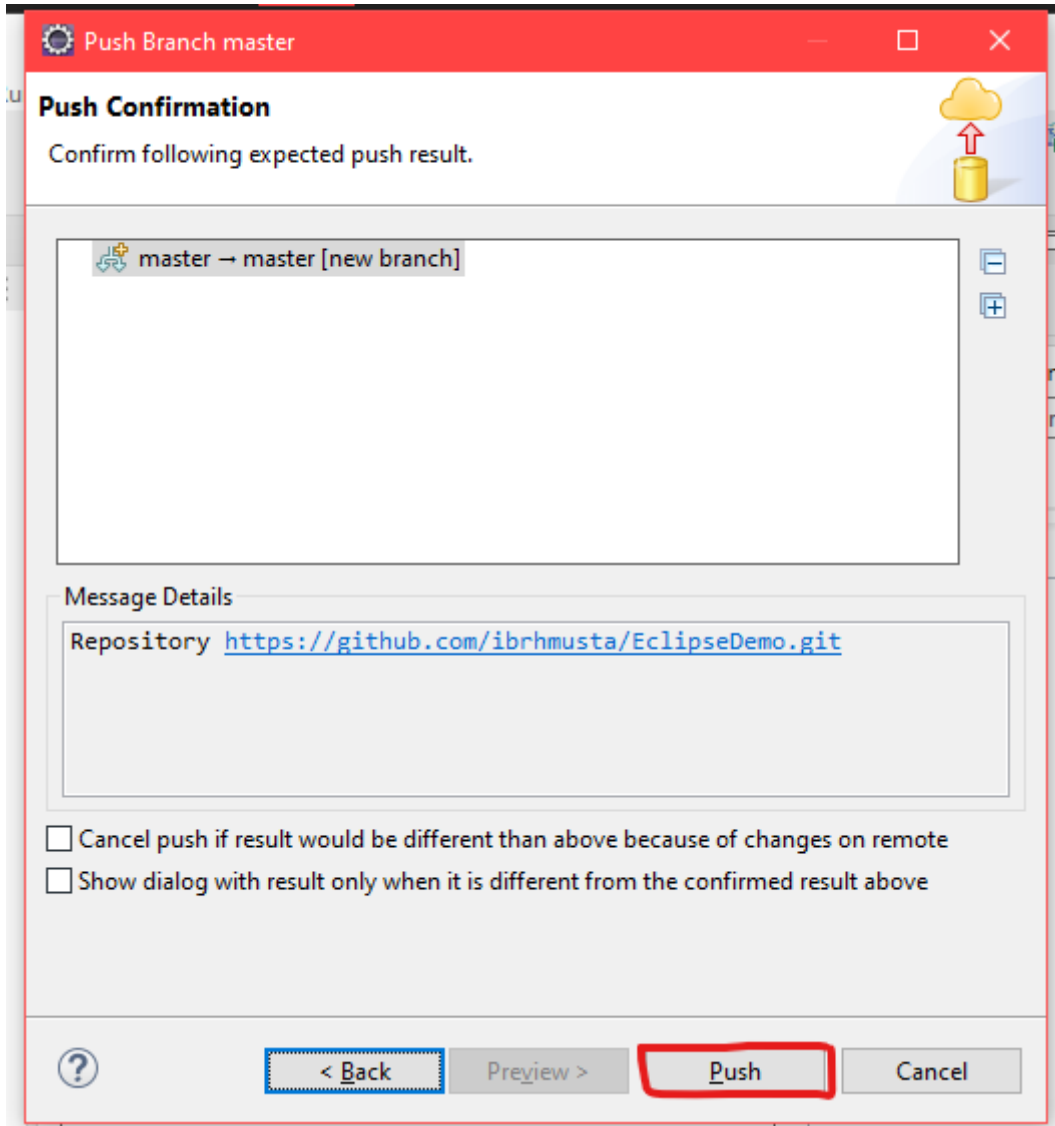 Push Branch master
Push Confirmation
Confirm following expected push result.
master → master [new branch]
Message Details
Repository https://github.com/ibrhmusta/EclipseDemo.git
Cancel push if result would be different than above because of changes on remote
Show dialog with result only when it is different from the confirmed result above
< Back
Preview >
Push
Cancel